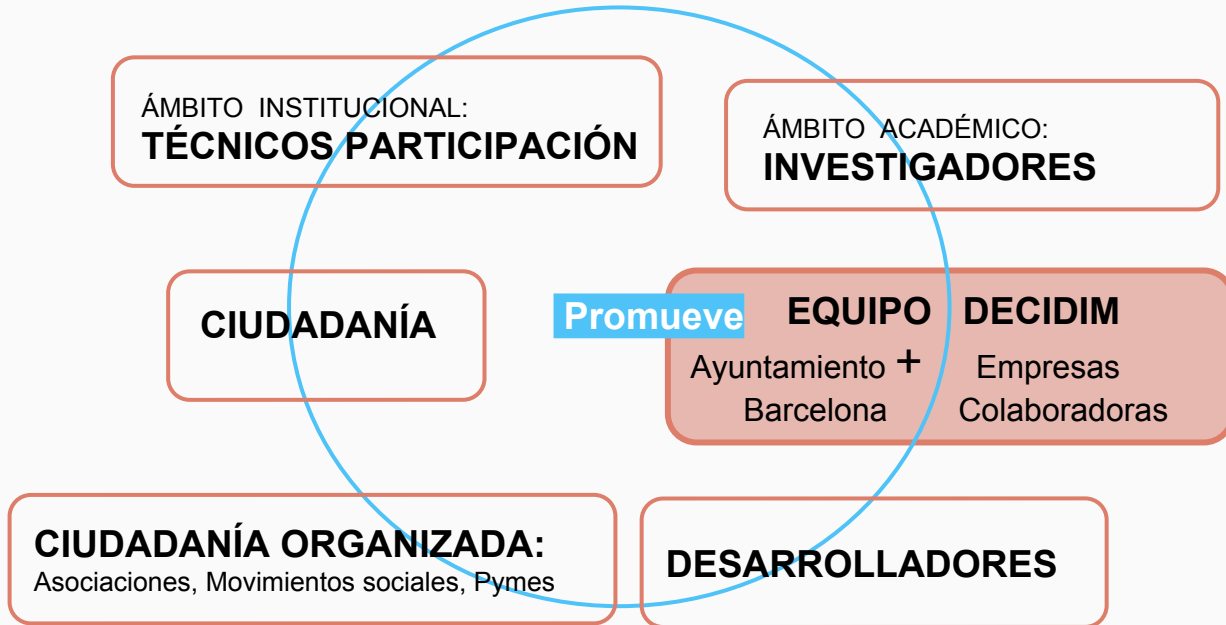 ÁMBITO INSTITUCIONAL:
TÉCNICOS PARTICIPACIÓN
ÁMBITO ACADÉMICO:
INVESTIGADORES
CIUDADANÍA
Promueve
EQUIPO DECIDIM
Ayuntamiento + Empresas
Barcelona Colaboradoras
CIUDADANÍA ORGANIZADA:
Asociaciones, Movimientos sociales, Pymes
DESARROLLADORES